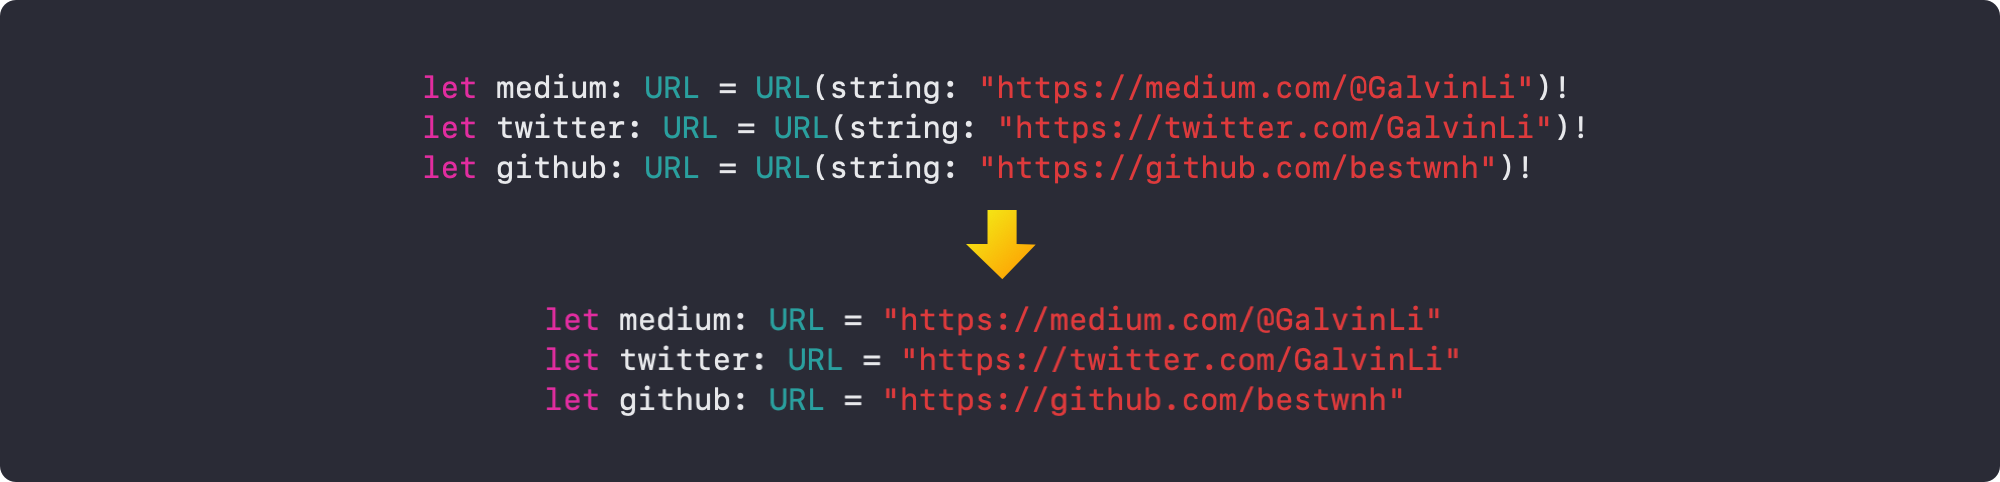 let medium: URL = URL(string: "https://medium.com/@GalvinLi")!
let twitter: URL = URL(string: "https://twitter.com/GalvinLi")!
let github: URL = URL(string: "https://github.com/bestwnh")!
let medium: URL = "https://medium.com/@GalvinLi"
let twitter: URL = "https://twitter.com/GalvinLi"
let github: URL = "https://github.com/bestwnh"